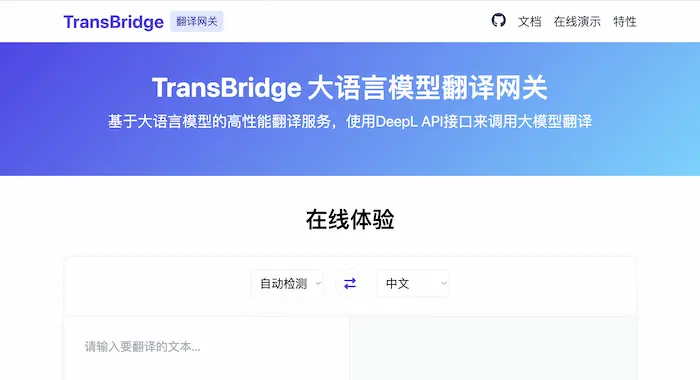 TransBridge 翻译网关 文档 在线演示 特性
TransBridge 大语言模型翻译网关
基于大语言模型的高性能翻译服务，使用DeepL API接口来调用大模型翻译
在线体验
自动检测 中文
请输入要翻译的文本...